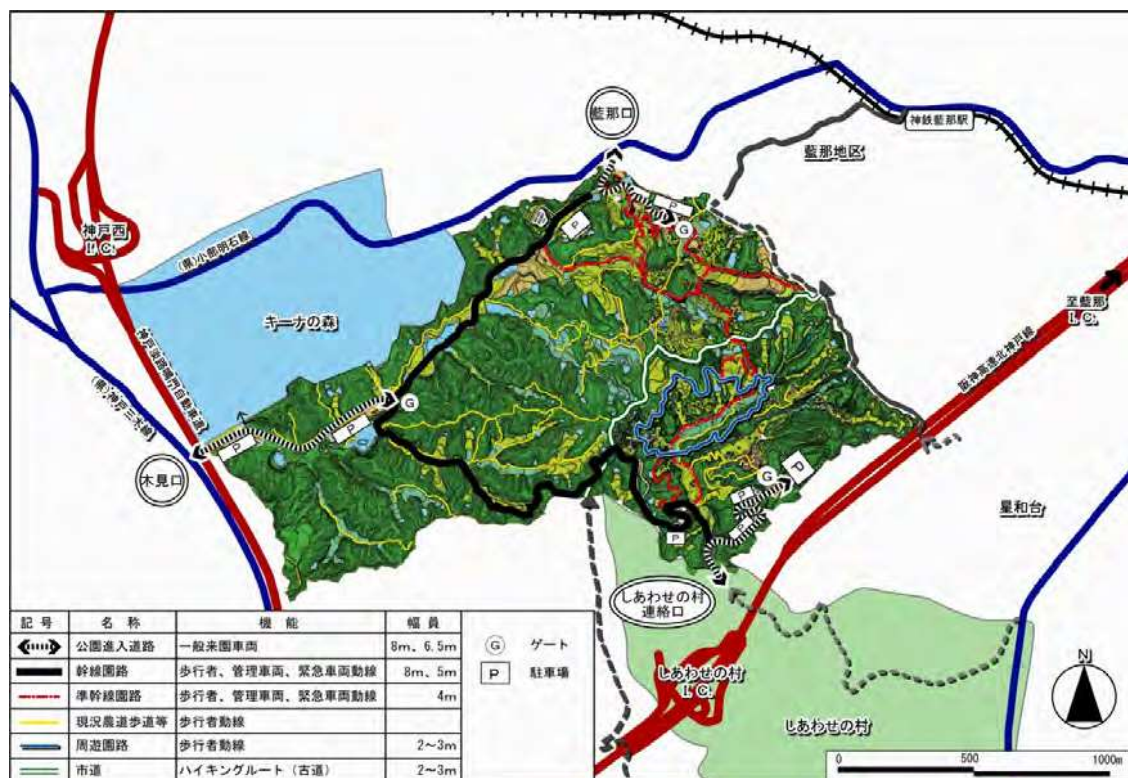 藍那口
神鉄藍那駅
藍那地区
神戸西
I. C.
(県)小部明石線
キーナの森
至藍那
I. C.
阪神高速北神戸線
神戸淡路鳴門自動車道
(県)神戸三木線
P
P
G
G
P
P
木見口
G
P
P
P
P
星和台
しあわせの村
連絡口
しあわせの村
I. C.
しあわせの村
N
0 500 1000m
記号 名称 機能 幅員
公園進入道路 一般来園車両 8m、6.5m
幹線園路 歩行者、管理車両、緊急車両動線 8m、5m
準幹線園路 歩行者、管理車両、緊急車両動線 4m
現況農道歩道等 歩行者動線
周遊園路 歩行者動線 2~3m
市道 ハイキングルート（古道） 2~3m
G ゲート
P 駐車場